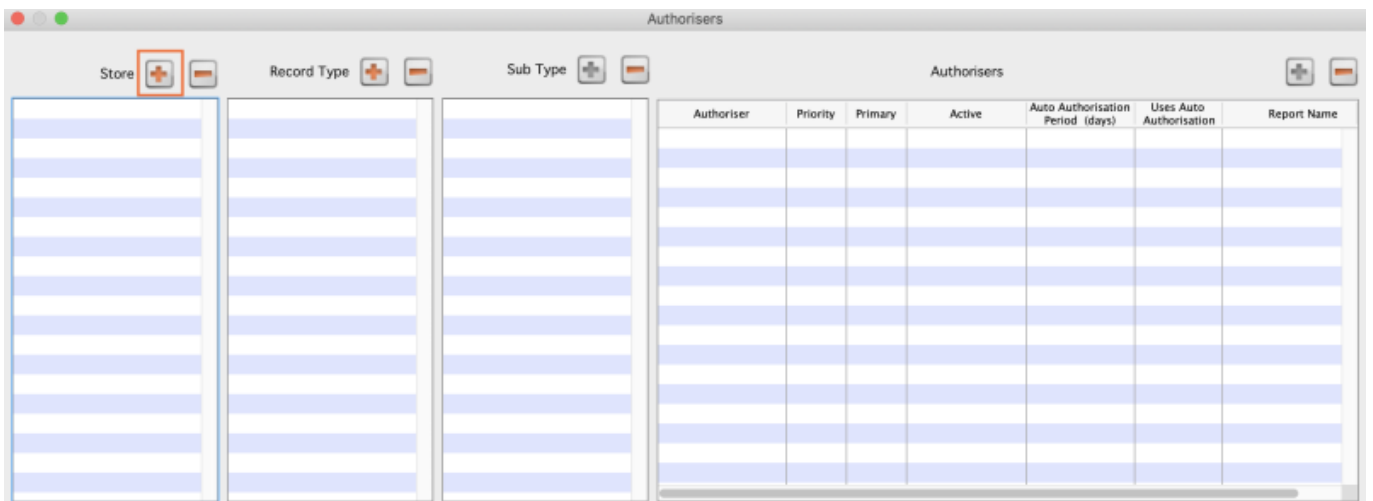 Authorisers
Store Record Type Sub Type Authorisers
Authoriser Priority Primary Active Auto Authorisation Period (days) Uses Auto Authorisation Report Name